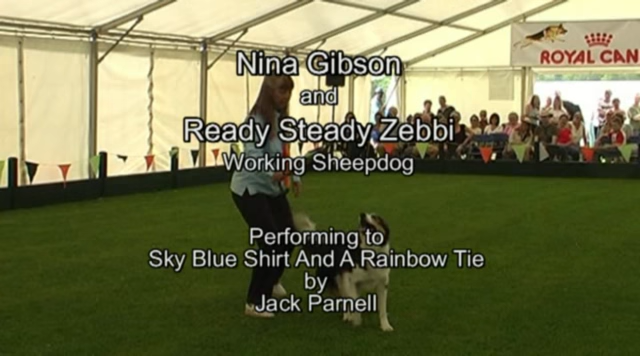 ROYAL CAN
Nina Gibson
and
Ready Steady Zebbi
Working Sheepdog
Performing to
Sky Blue Shirt And A Rainbow Tie
by
Jack Parnell